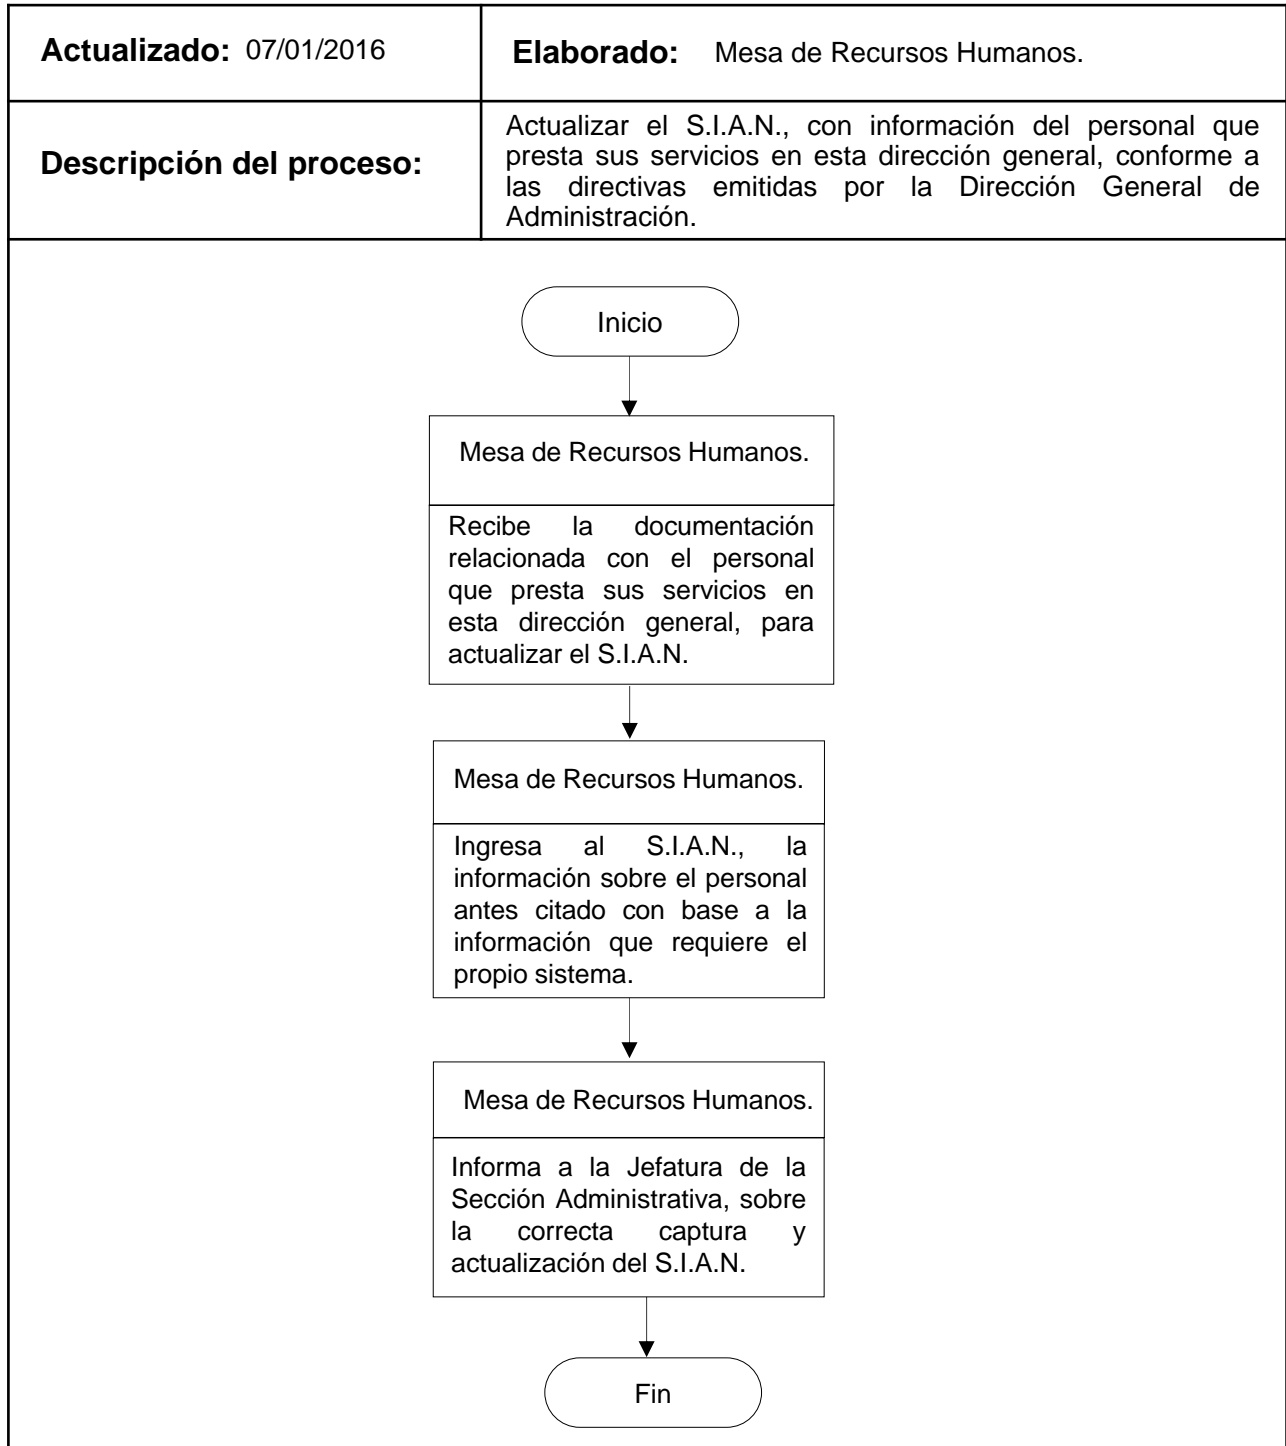 Actualizado: 07/01/2016
Elaborado: Mesa de Recursos Humanos.
Descripción del proceso:
Actualizar el S.I.A.N., con información del personal que
presta sus servicios en esta dirección general, conforme a
las directivas emitidas por la Dirección General de
Administración.
Inicio
Mesa de Recursos Humanos.
Recibe la documentación
relacionada con el personal
que presta sus servicios en
esta dirección general, para
actualizar el S.I.A.N.
Mesa de Recursos Humanos.
Ingresa al S.I.A.N., la
información sobre el personal
antes citado con base a la
información que requiere el
propio sistema.
Mesa de Recursos Humanos.
Informa a la Jefatura de la
Sección Administrativa, sobre
la correcta captura y
actualización del S.I.A.N.
Fin